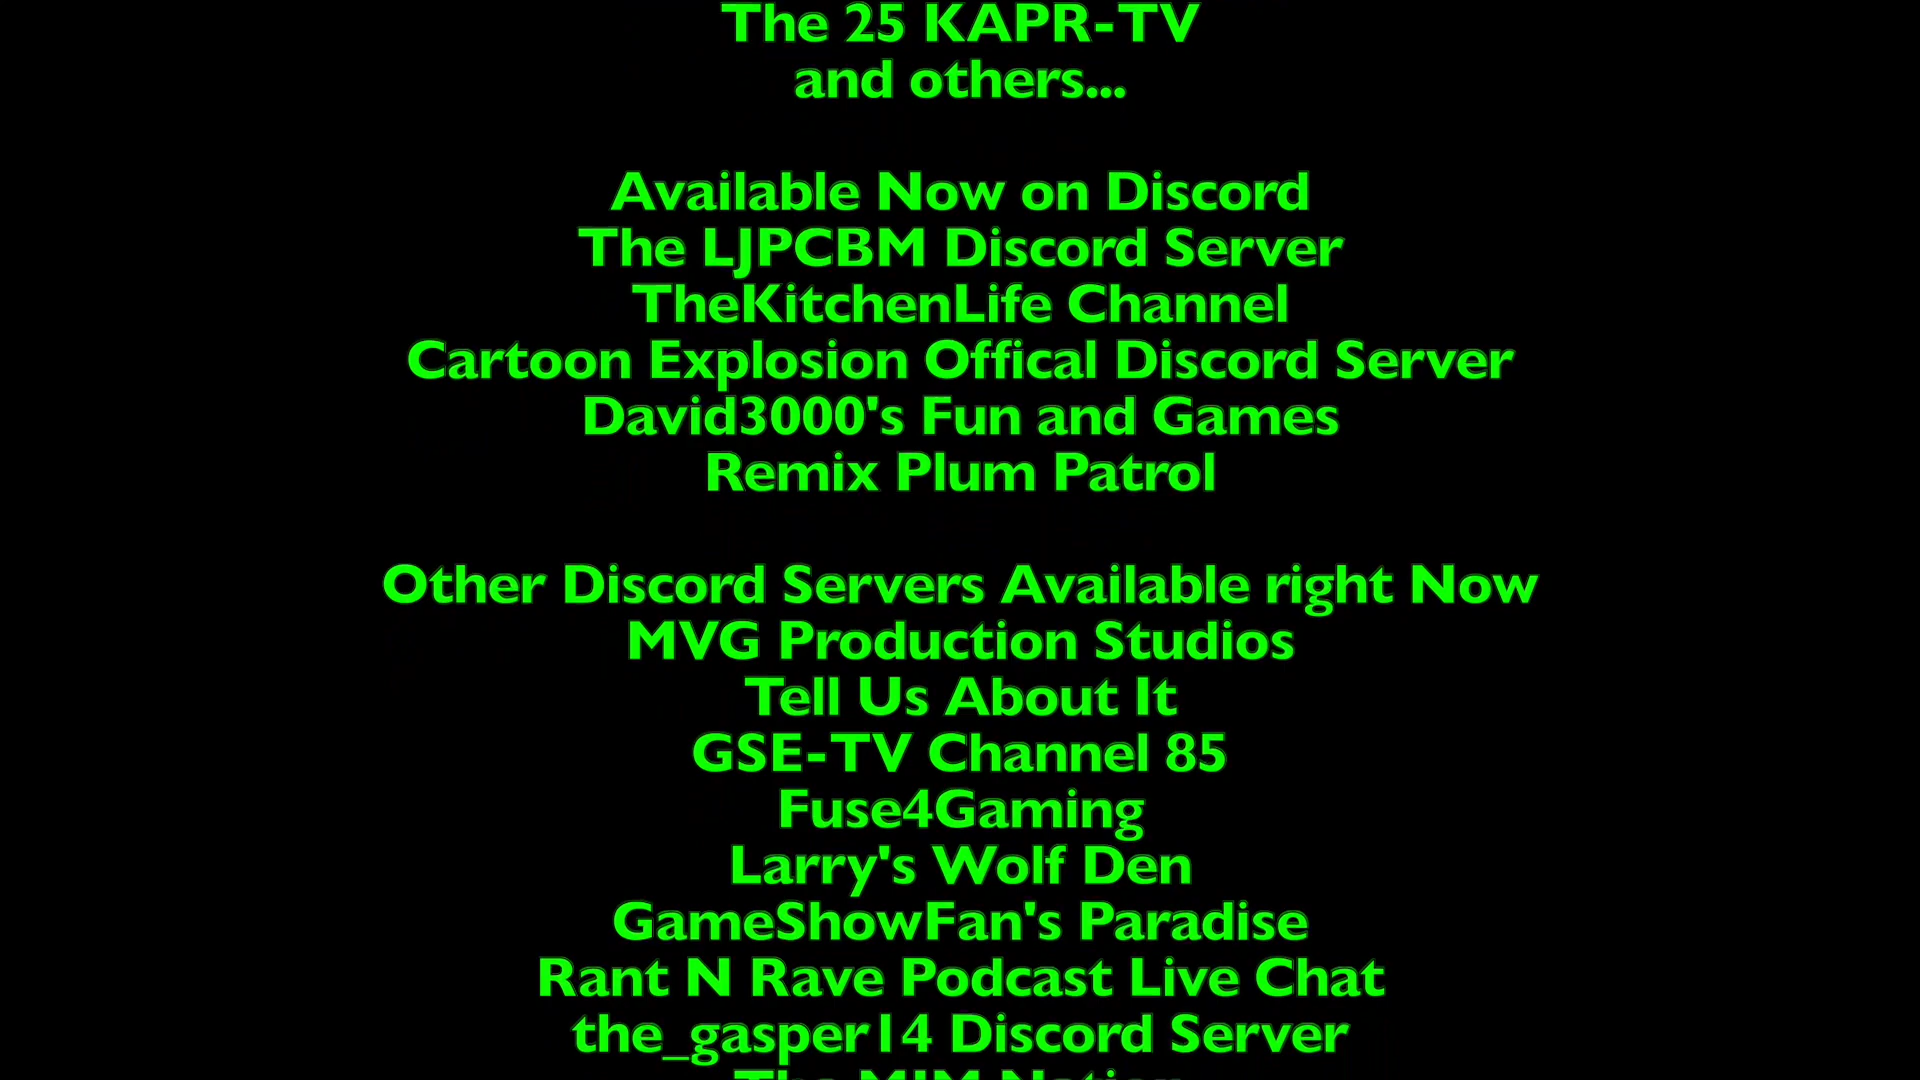 The 25 KAPR-TV
and others...
Available Now on Discord
The LJPCBM Discord Server
TheKitchenLife Channel
Cartoon Explosion Offical Discord Server
David3000's Fun and Games
Remix Plum Patrol
Other Discord Servers Available right Now
MVG Production Studios
Tell Us About It
GSE-TV Channel 85
Fuse4Gaming
Larry's Wolf Den
GameShowFan's Paradise
Rant N Rave Podcast Live Chat
the_gasper14 Discord Server
The